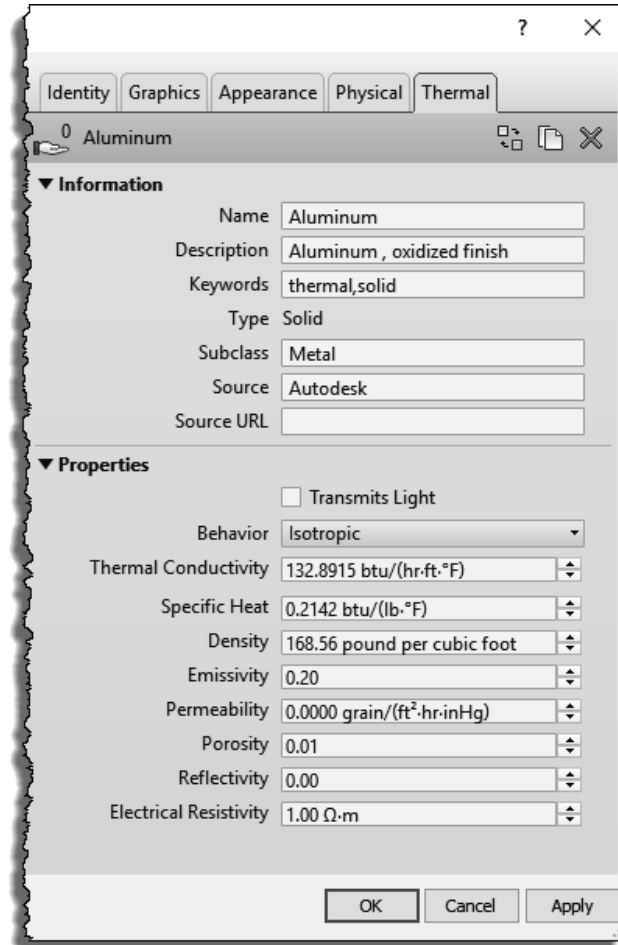 ?
Identity Graphics Appearance Physical Thermal
0 Aluminum
Information
Name Aluminum
Description Aluminum , oxidized finish
Keywords thermal,solid
Type Solid
Subclass Metal
Source Autodesk
Source URL
Properties
Transmits Light
Behavior Isotropic
Thermal Conductivity 132.8915 btu/(hr·ft·°F)
Specific Heat 0.2142 btu/(lb·°F)
Density 168.56 pound per cubic foot
Emissivity 0.20
Permeability 0.0000 grain/(ft²·hr·inHg)
Porosity 0.01
Reflectivity 0.00
Electrical Resistivity 1.00 Ω·m
OK Cancel Apply